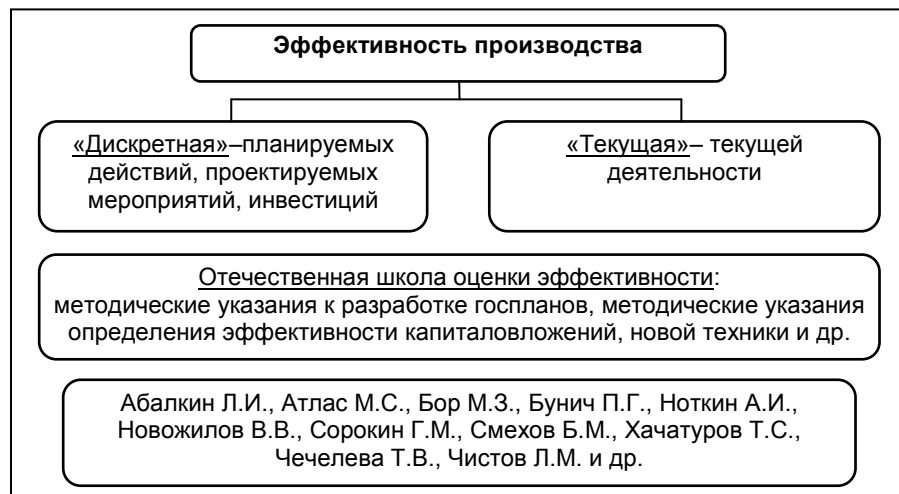 Эффективность производства
«Дискретная»–планируемых
действий, проектируемых
мероприятий, инвестиций
«Текущая»– текущей
деятельности
Отечественная школа оценки эффективности:
методические указания к разработке госпланов, методические указания
определения эффективности капиталовложений, новой техники и др.
Абалкин Л.И., Атлас М.С., Бор М.З., Бунич П.Г., Ноткин А.И.,
Новожилов В.В., Сорокин Г.М., Смехов Б.М., Хачатуров Т.С.,
Чечелева Т.В., Чистов Л.М. и др.